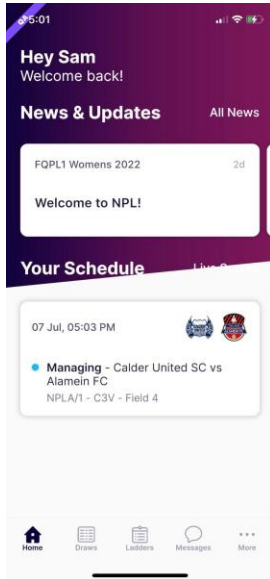 5:01
Hey Sam
Welcome back!
News & Updates All News
FQPL1 Womens 2022 2d
Welcome to NPL!
Your Schedule
07 Jul, 05:03 PM
Managing - Calder United SC vs
Alamein FC
NPLA/1 - C3V - Field 4
Home Draws Ladders Messages More